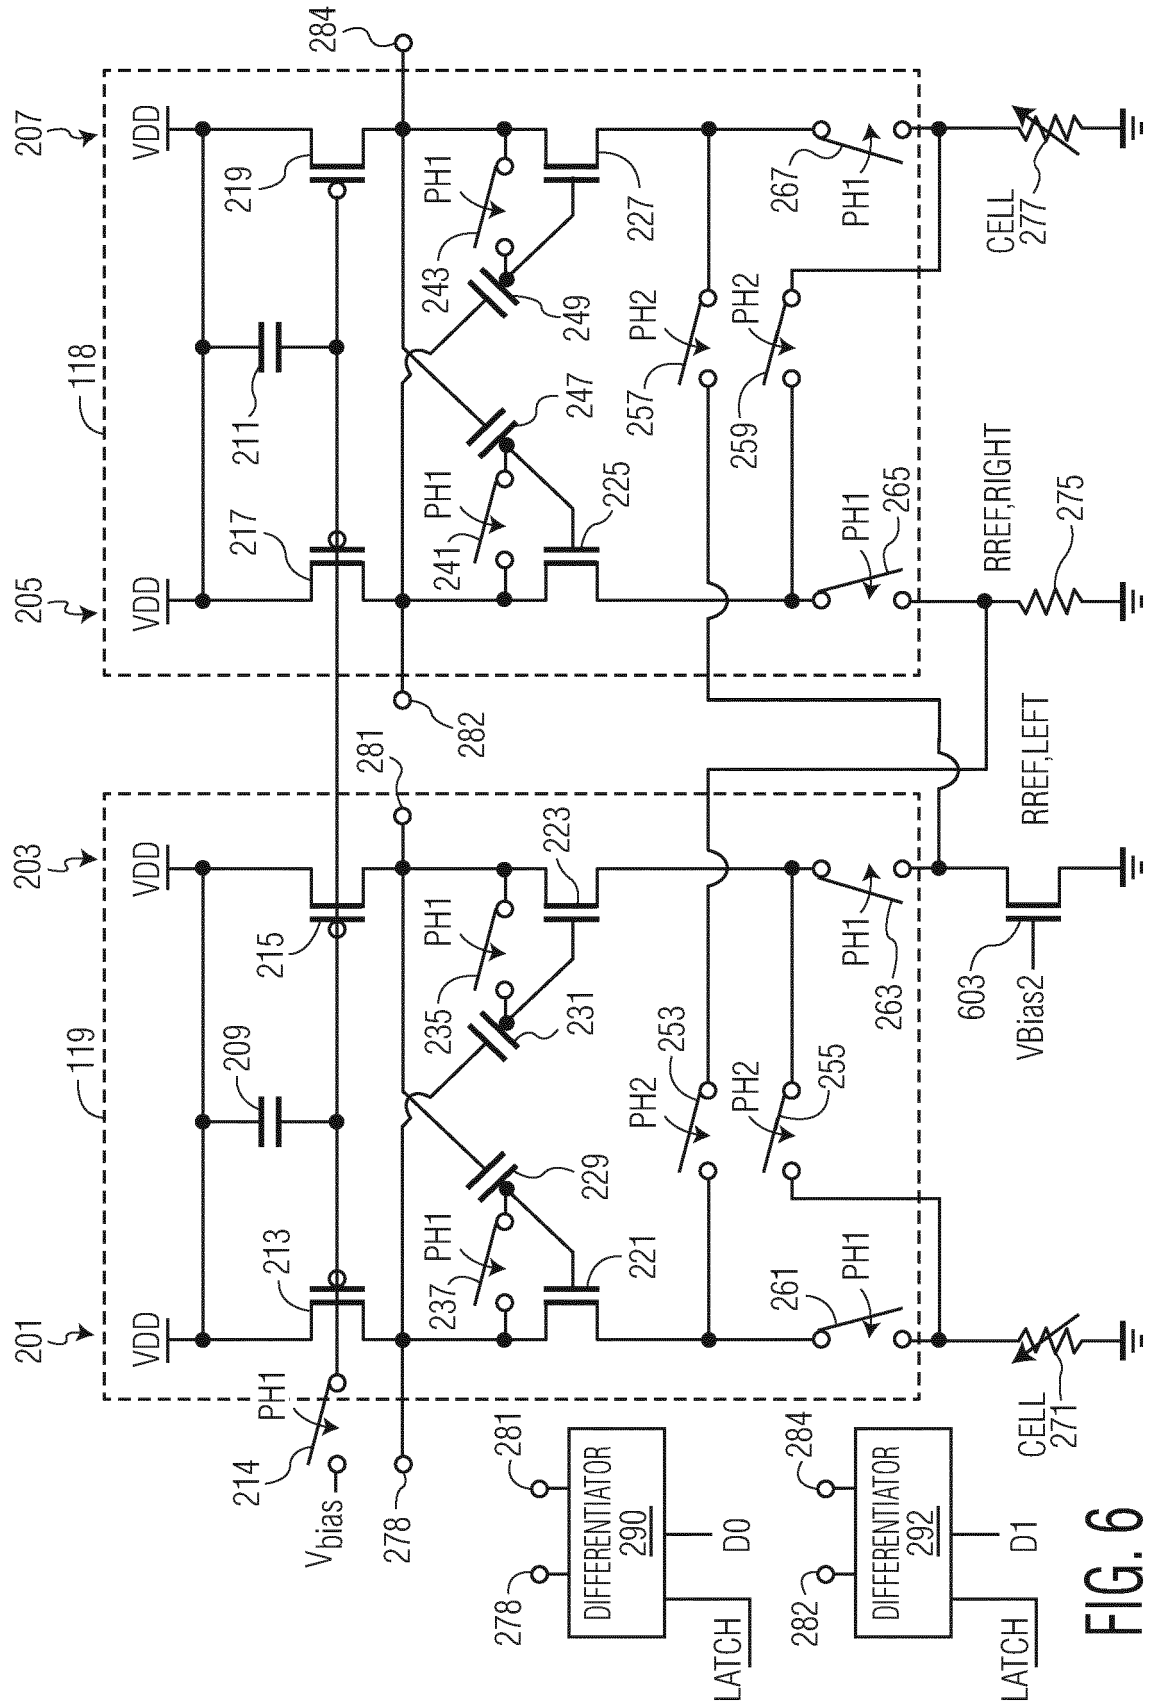 201
203
205
207
119
118
VDD
VDD
VDD
VDD
209
211
213
215
217
219
214
PH1
Vbias
278
281
282
284
237
PH1
229
235
PH1
231
241
PH1
247
243
PH1
249
221
223
225
227
PH2
253
PH2
255
257
PH2
259
PH2
261
PH1
PH1
263
PH1
265
267
PH1
CELL
271
603
VBias2
RREF,LEFT
RREF,RIGHT
275
CELL
277
278
281
DIFFERENTIATOR
290
LATCH
D0
282
284
DIFFERENTIATOR
292
LATCH
D1
FIG. 6